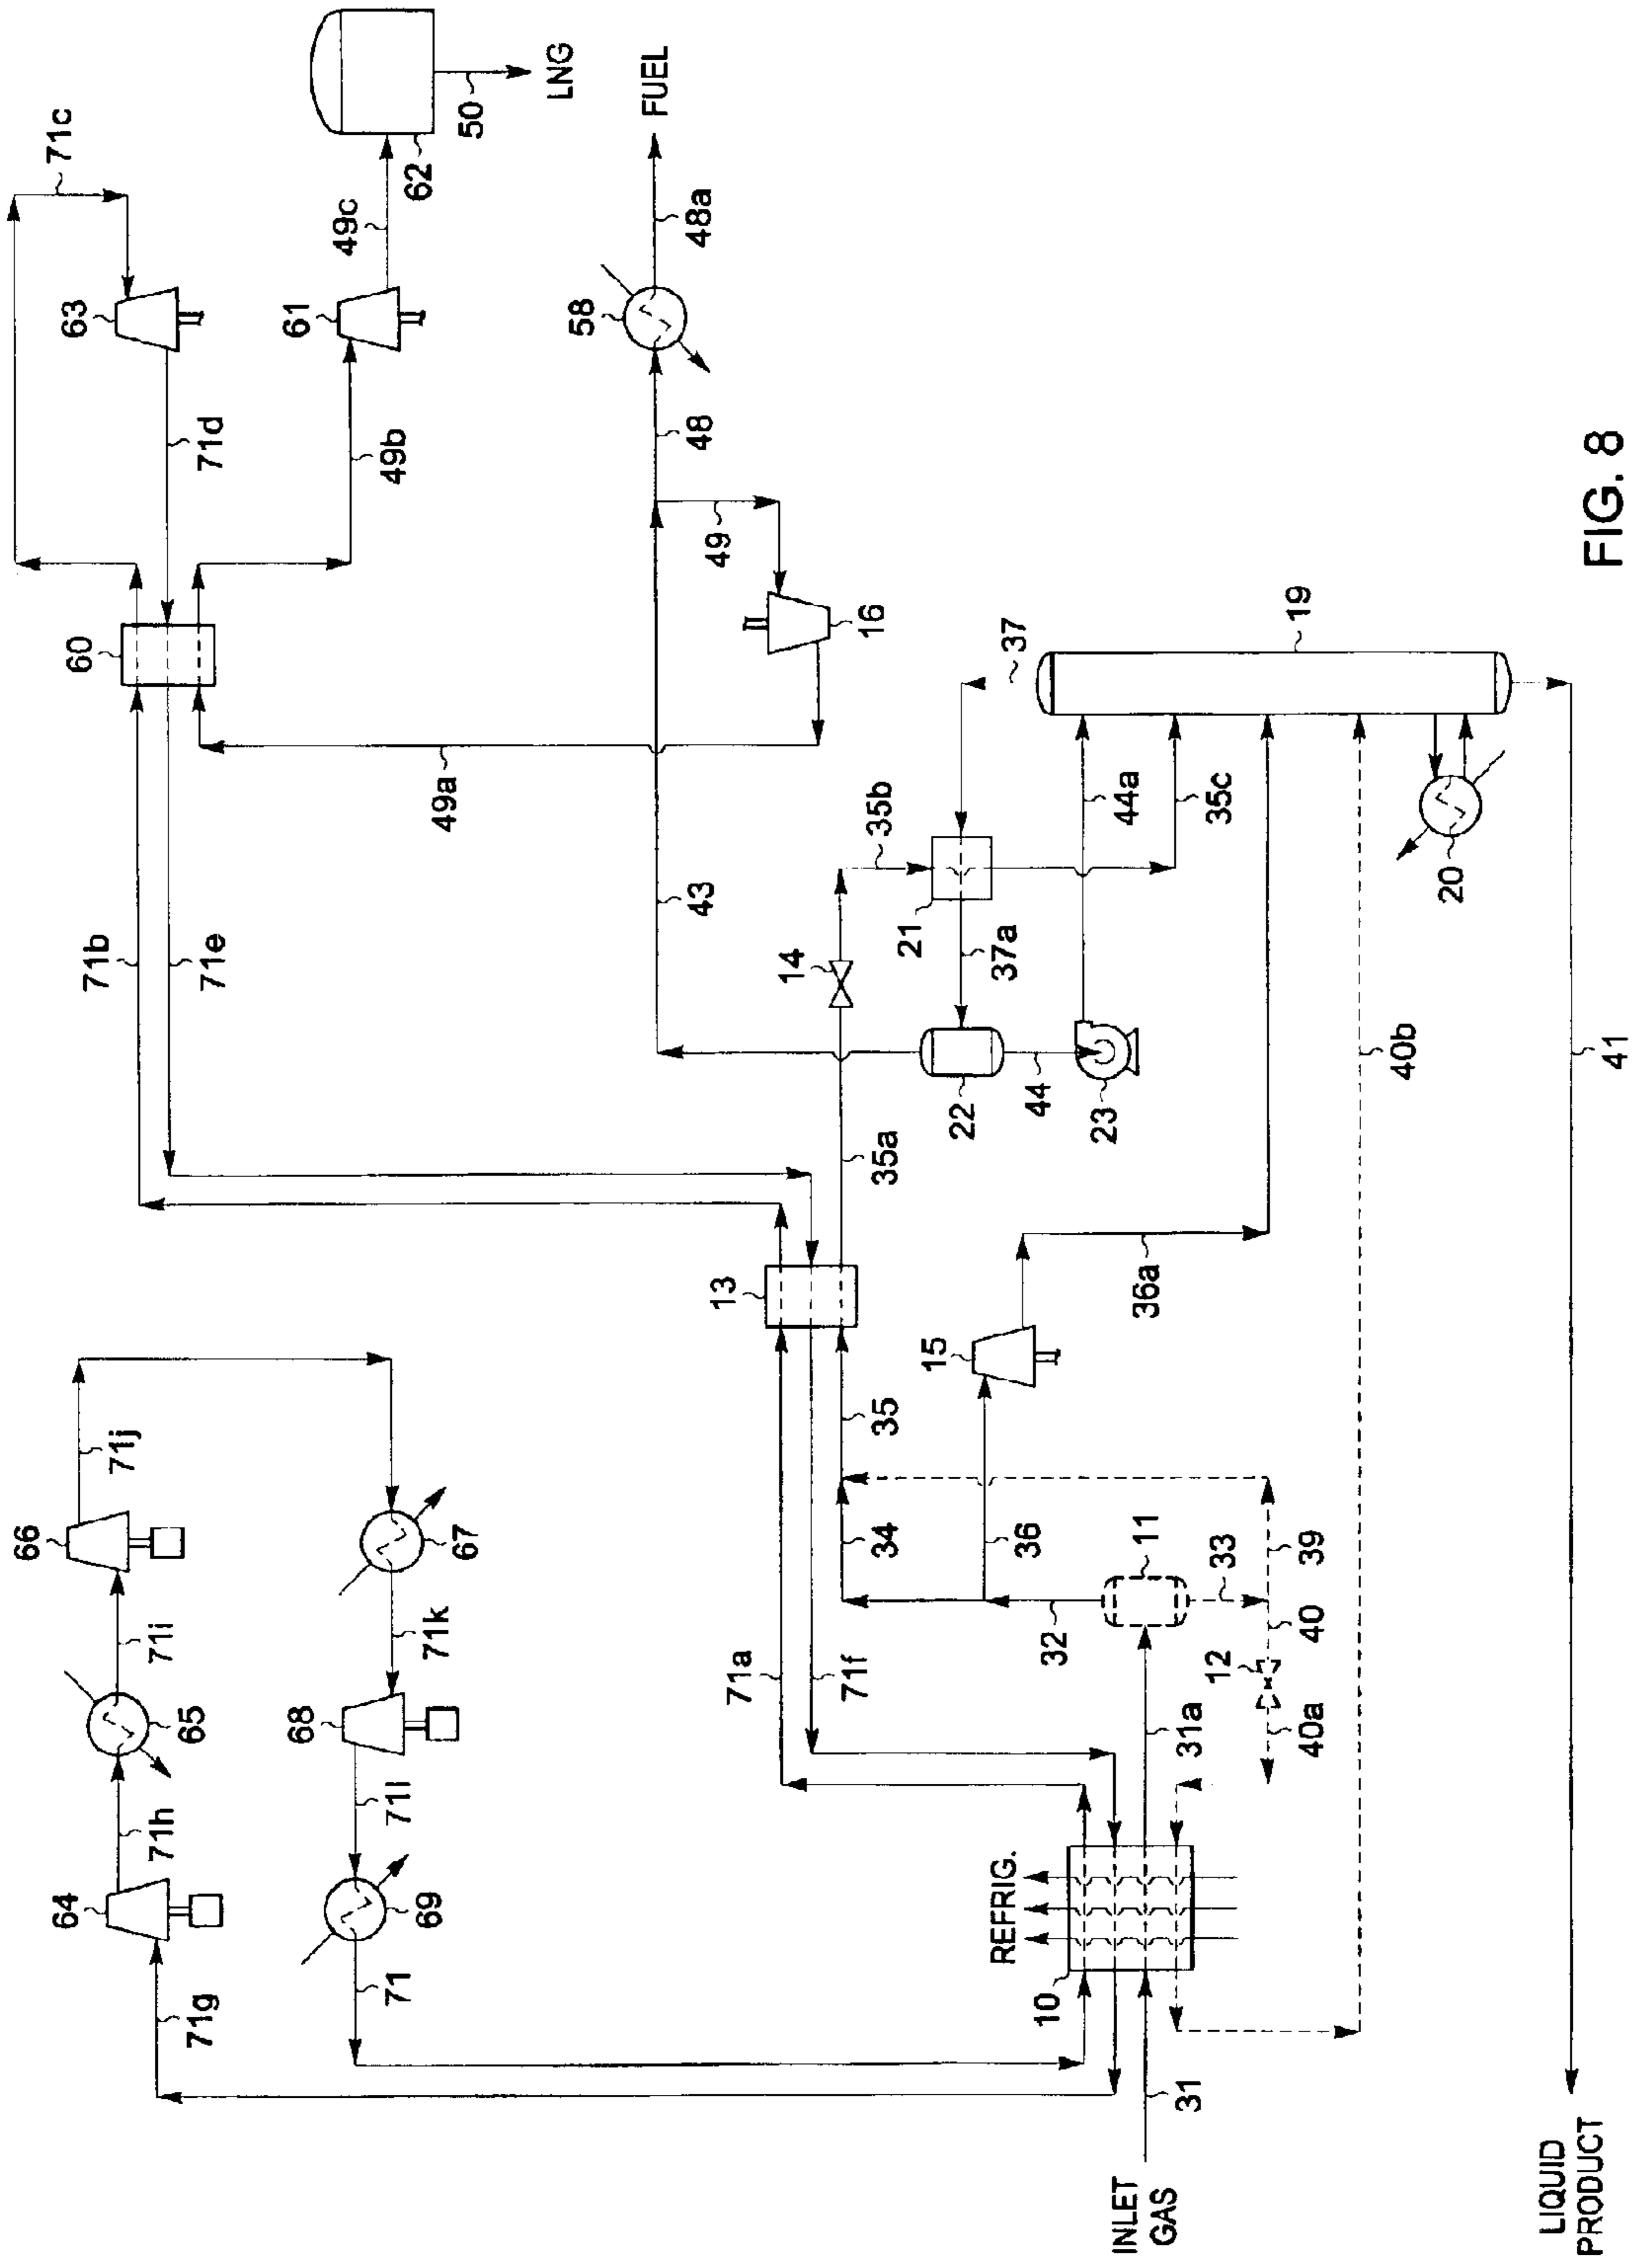 66
71c
64
71h
65
71i
71j
60
63
71g
71d
71b
71e
61
49c
68
71
69
71l
71k
67
49b
62
49a
50
LNG
58
FUEL
43
48
48a
13
49
71a
71f
14
16
34
35
35a
35b
15
21
22
37a
37
REFRIG.
10
32
36
44
23
44a
INLET
GAS
31
31a
11
36a
35c
12
33
40a
40
39
19
40b
20
LIQUID
PRODUCT
41
FIG. 8